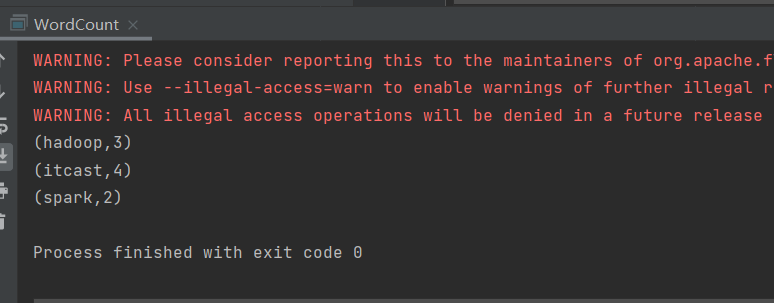 WordCount
WARNING: Please consider reporting this to the maintainers of org.apache.f
WARNING: Use --illegal-access=warn to enable warnings of further illegal r
WARNING: All illegal access operations will be denied in a future release
(hadoop,3)
(itcast,4)
(spark,2)
Process finished with exit code 0